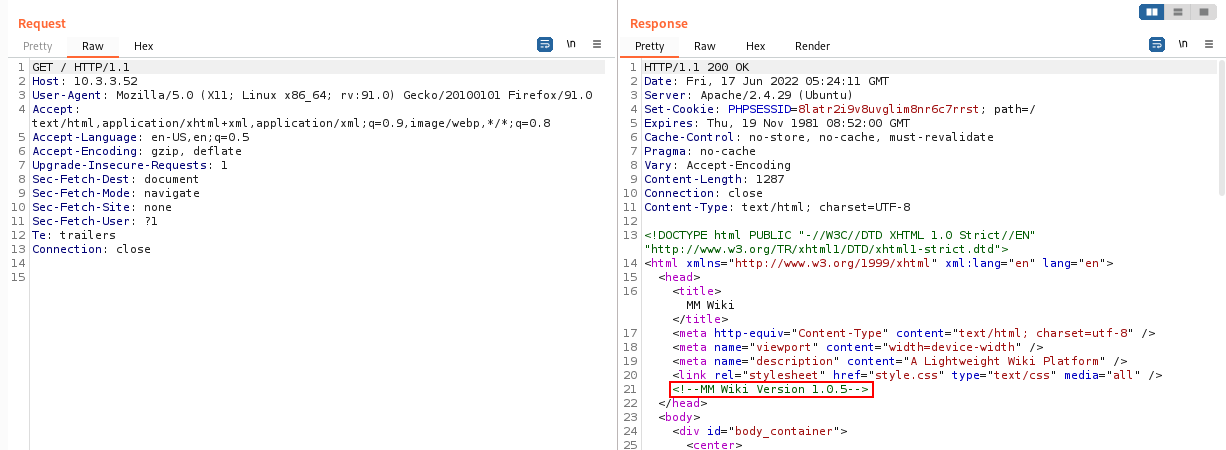 Request
Pretty Raw Hex \n
1 GET / HTTP/1.1
2 Host: 10.3.3.52
3 User-Agent: Mozilla/5.0 (X11; Linux x86_64; rv:91.0) Gecko/20100101 Firefox/91.0
4 Accept:
text/html,application/xhtml+xml,application/xml;q=0.9,image/webp,*/*;q=0.8
5 Accept-Language: en-US,en;q=0.5
6 Accept-Encoding: gzip, deflate
7 Upgrade-Insecure-Requests: 1
8 Sec-Fetch-Dest: document
9 Sec-Fetch-Mode: navigate
10 Sec-Fetch-Site: none
11 Sec-Fetch-User: ?1
12 Te: trailers
13 Connection: close
14
15
Response
Pretty Raw Hex Render \n
1 HTTP/1.1 200 OK
2 Date: Fri, 17 Jun 2022 05:24:11 GMT
3 Server: Apache/2.4.29 (Ubuntu)
4 Set-Cookie: PHPSESSID=8latr2i9v8uvglim8nr6c7rrst; path=/
5 Expires: Thu, 19 Nov 1981 08:52:00 GMT
6 Cache-Control: no-store, no-cache, must-revalidate
7 Pragma: no-cache
8 Vary: Accept-Encoding
9 Content-Length: 1287
10 Connection: close
11 Content-Type: text/html; charset=UTF-8
12
13 <!DOCTYPE html PUBLIC "-//W3C//DTD XHTML 1.0 Strict//EN"
"http://www.w3.org/TR/xhtml1/DTD/xhtml1-strict.dtd">
14 <html xmlns="http://www.w3.org/1999/xhtml" xml:lang="en" lang="en">
15 <head>
16 <title>
MM Wiki
</title>
17 <meta http-equiv="Content-Type" content="text/html; charset=utf-8" />
18 <meta name="viewport" content="width=device-width" />
19 <meta name="description" content="A Lightweight Wiki Platform" />
20 <link rel="stylesheet" href="style.css" type="text/css" media="all" />
21 <!--MM Wiki Version 1.0.5-->
22 </head>
23 <body>
24 <div id="body_container">
25 <center>